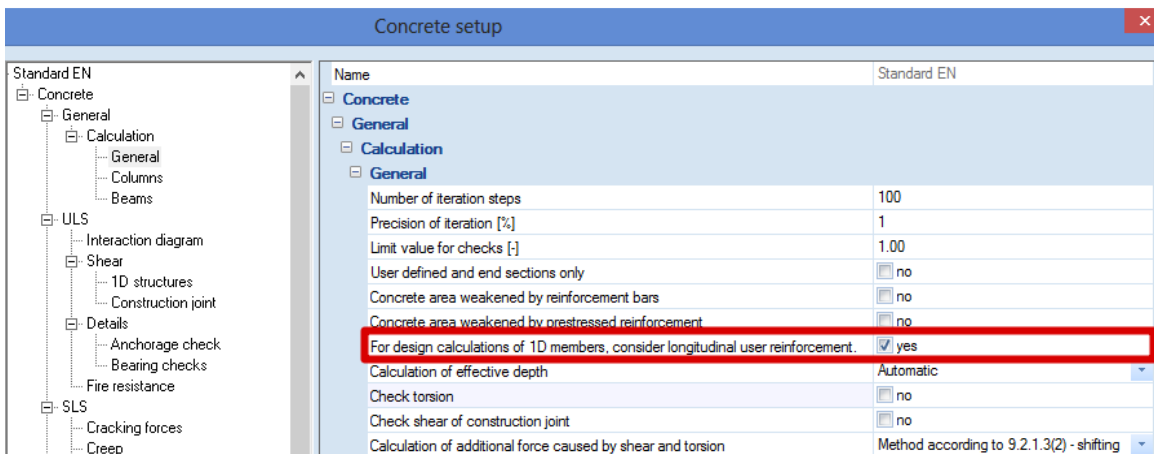 Concrete setup
Standard EN
Concrete
General
Calculation
General
Columns
Beams
ULS
Interaction diagram
Shear
1D structures
Construction joint
Details
Anchorage check
Bearing checks
Fire resistance
SLS
Cracking forces
Creep
Name Standard EN
Concrete
General
Calculation
General
Number of iteration steps 100
Precision of iteration [%] 1
Limit value for checks [-] 1.00
User defined and end sections only no
Concrete area weakened by reinforcement bars no
Concrete area weakened by prestressed reinforcement no
For design calculations of 1D members, consider longitudinal user reinforcement. yes
Calculation of effective depth Automatic
Check torsion no
Check shear of construction joint no
Calculation of additional force caused by shear and torsion Method according to 9.2.1.3(2) - shifting